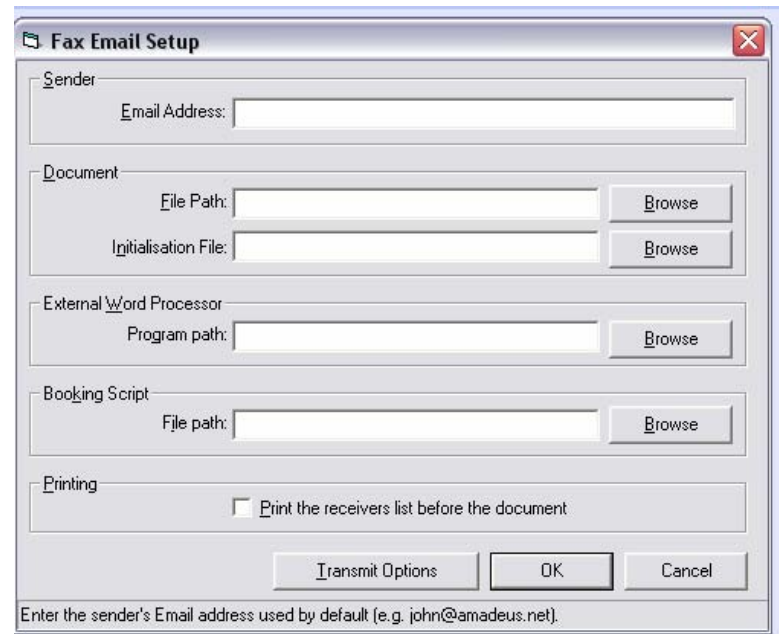 Fax Email Setup
Sender
Email Address:
Document
File Path:
Browse
Initialisation File:
Browse
External Word Processor
Program path:
Browse
Booking Script
File path:
Browse
Printing
Print the receivers list before the document
Transmit Options
OK
Cancel
Enter the sender's Email address used by default (e.g. john@amadeus.net).